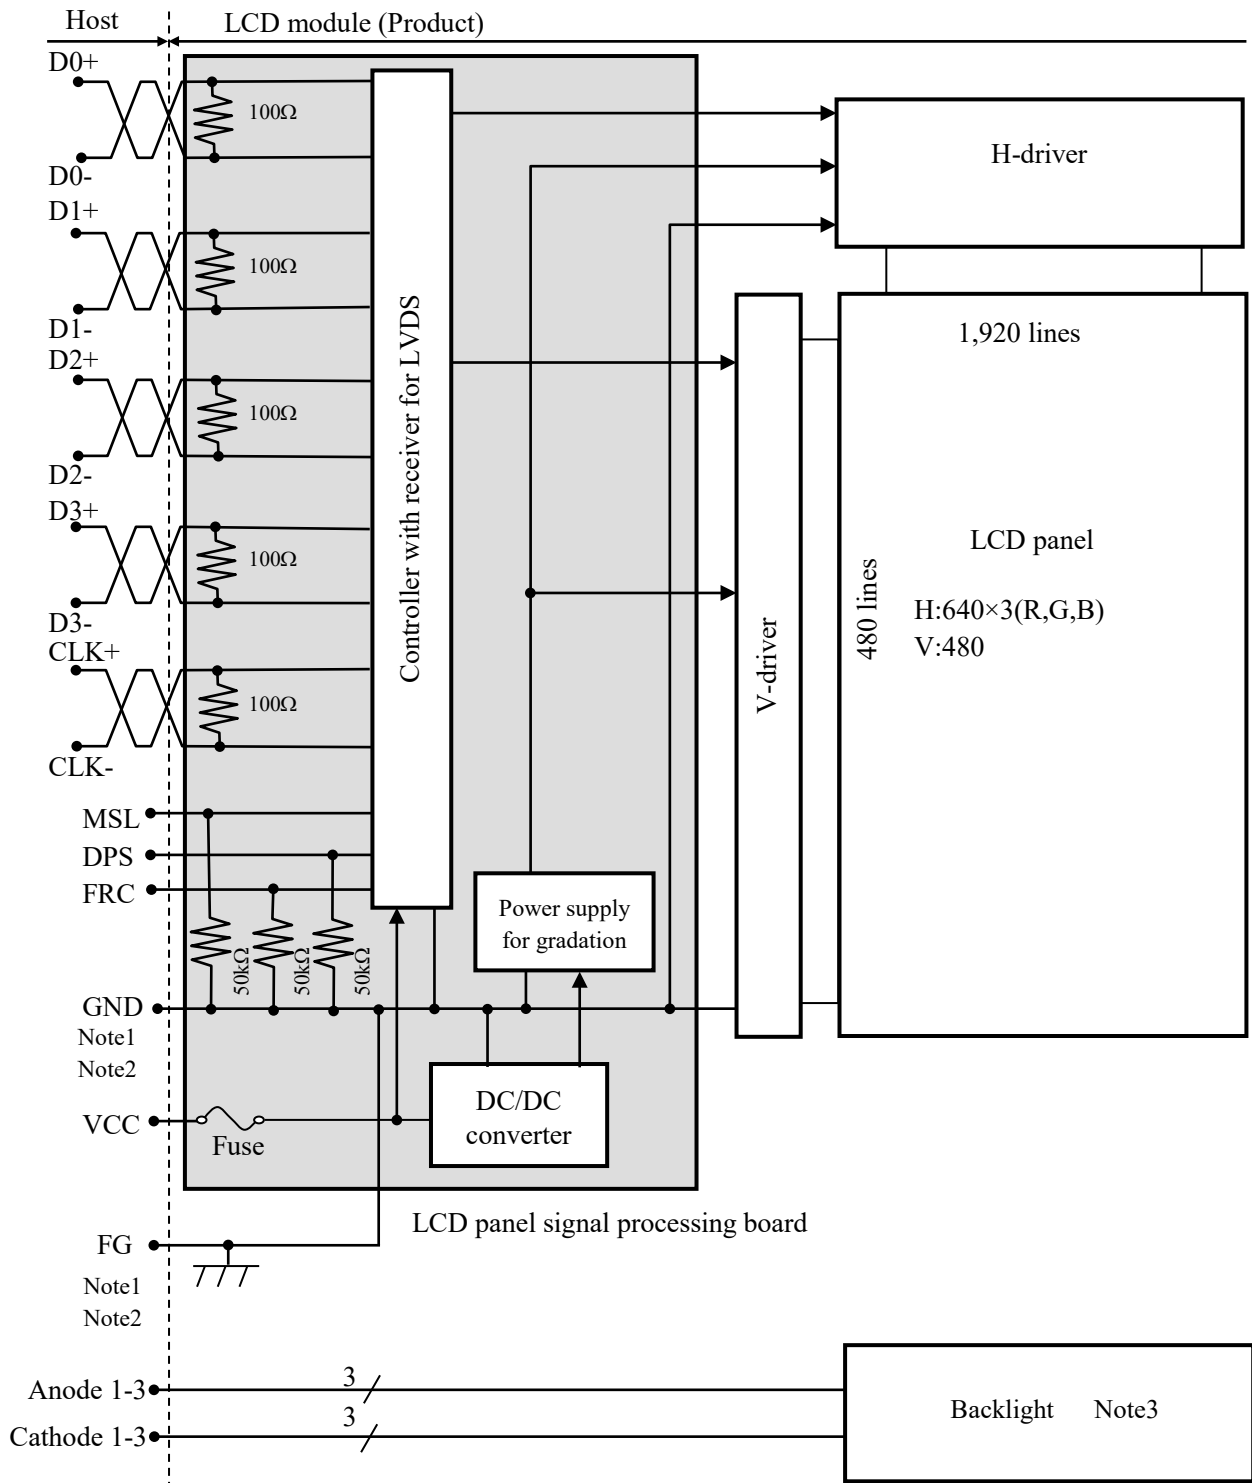 Host
LCD module (Product)
D0+
100Ω
D0-
D1+
100Ω
D1-
D2+
100Ω
D2-
D3+
100Ω
D3-
CLK+
100Ω
CLK-
MSL
DPS
FRC
50kΩ
50kΩ
50kΩ
GND
Note1
Note2
VCC
Fuse
FG
Note1
Note2
Controller with receiver for LVDS
Power supply
for gradation
DC/DC
converter
LCD panel signal processing board
H-driver
V-driver
1,920 lines
480 lines
LCD panel
H:640×3(R,G,B)
V:480
Anode 1-3
3
Cathode 1-3
3
Backlight Note3